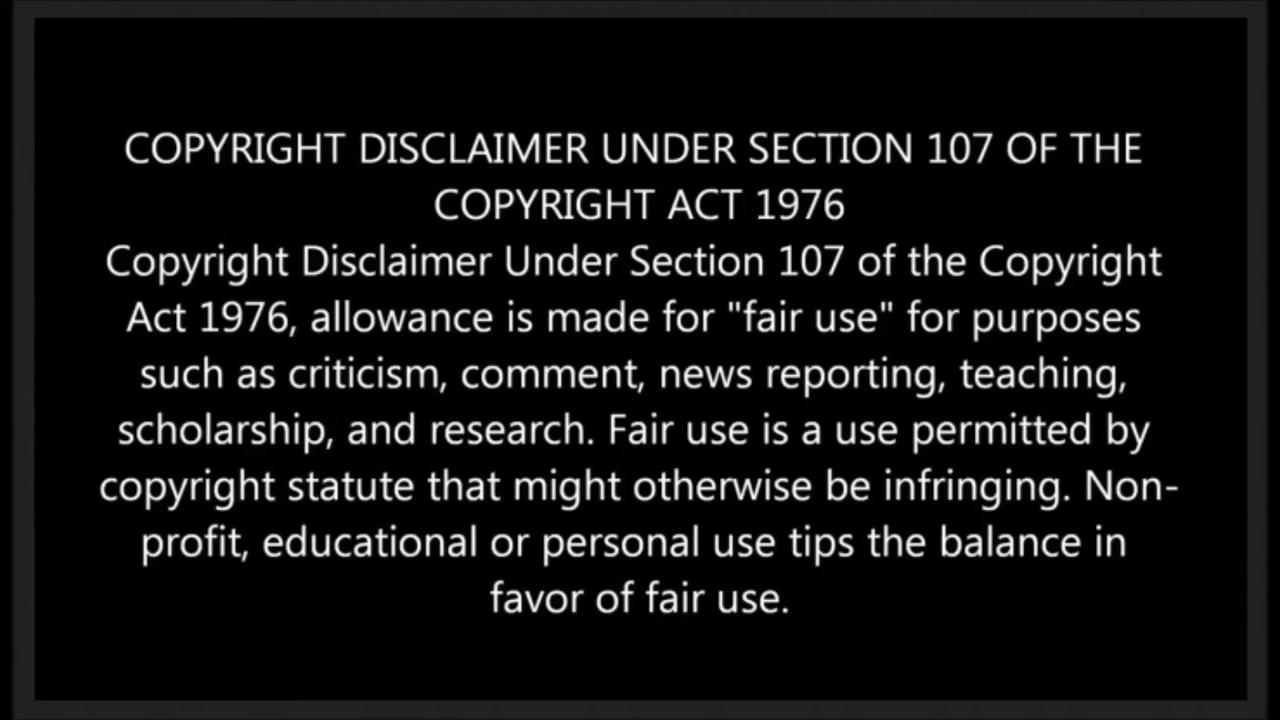 COPYRIGHT DISCLAIMER UNDER SECTION 107 OF THE
COPYRIGHT ACT 1976
Copyright Disclaimer Under Section 107 of the Copyright
Act 1976, allowance is made for "fair use" for purposes
such as criticism, comment, news reporting, teaching,
scholarship, and research. Fair use is a use permitted by
copyright statute that might otherwise be infringing. Non-
profit, educational or personal use tips the balance in
favor of fair use.